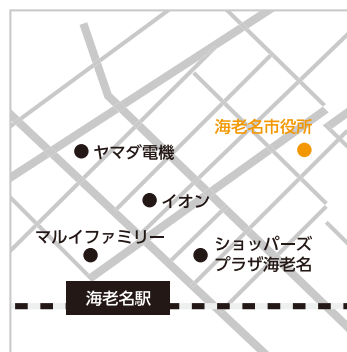 海老名市役所
ヤマダ電機
イオン
マルイファミリー
ショッパーズ
プラザ海老名
海老名駅